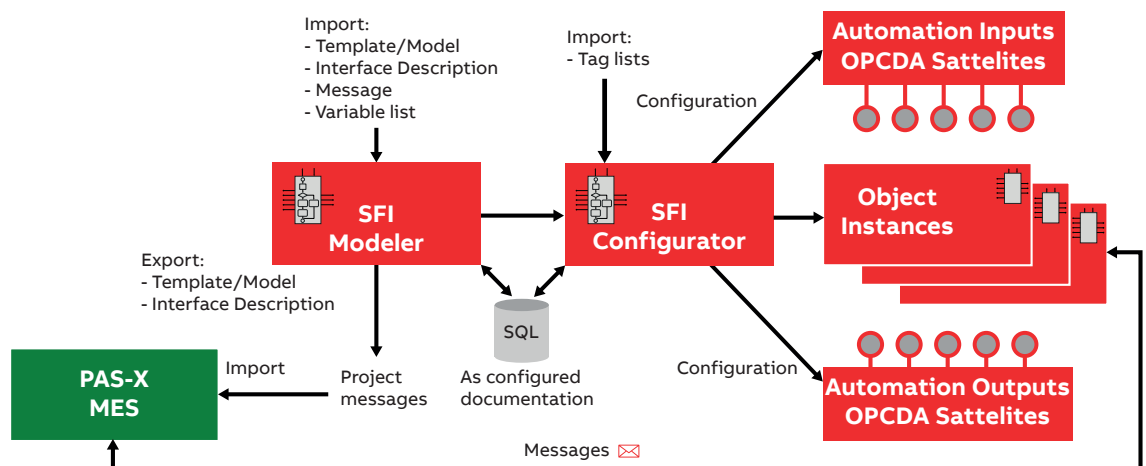 Import:
- Template/Model
- Interface Description
- Message
- Variable list
Import:
- Tag lists
Automation Inputs
OPCDA Sattelites
Configuration
SFI
Modeler
SFI
Configurator
Object
Instances
Export:
- Template/Model
- Interface Description
SQL
PAS-X
MES
Import
Project
messages
As configured
documentation
Configuration
Automation Outputs
OPCDA Sattelites
Messages